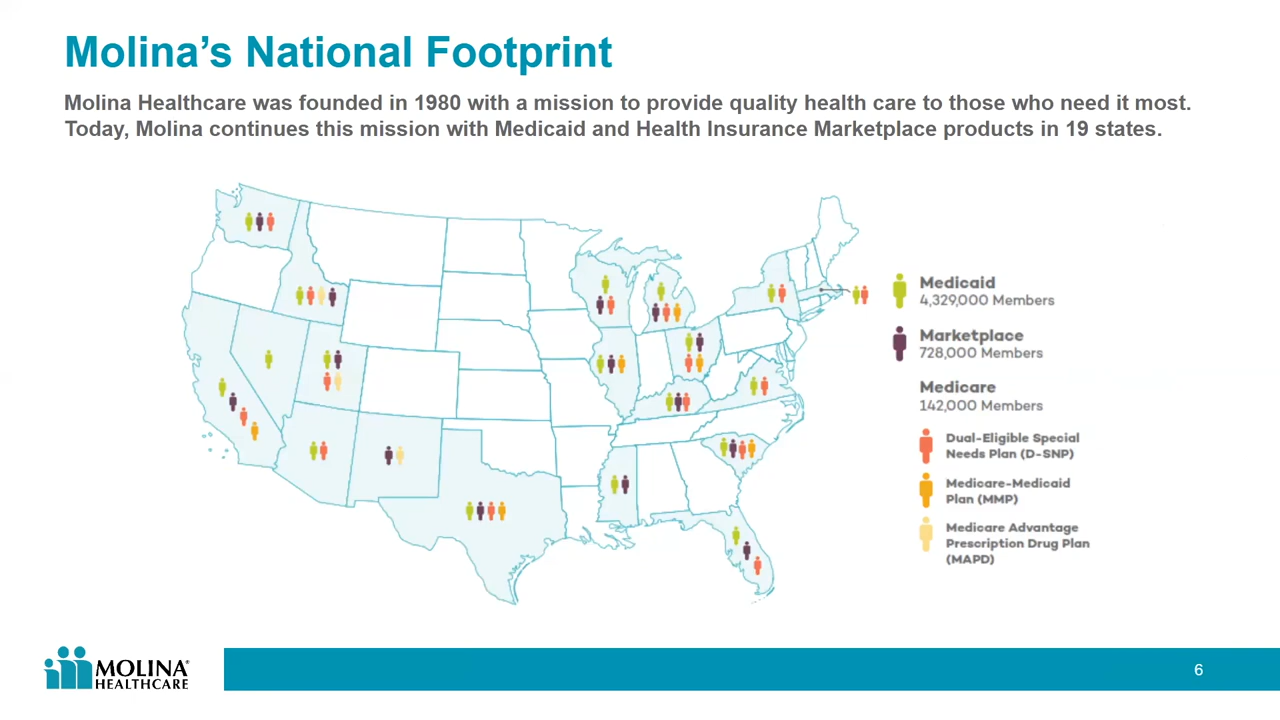 Molina’s National Footprint
Molina Healthcare was founded in 1980 with a mission to provide quality health care to those who need it most.
Today, Molina continues this mission with Medicaid and Health Insurance Marketplace products in 19 states.
Medicaid
4,329,000 Members
Marketplace
728,000 Members
Medicare
142,000 Members
Dual-Eligible Special
Needs Plan (D-SNP)
Medicare-Medicaid
Plan (MMP)
Medicare Advantage
Prescription Drug Plan
(MAPD)
MOLINA®
HEALTHCARE
6